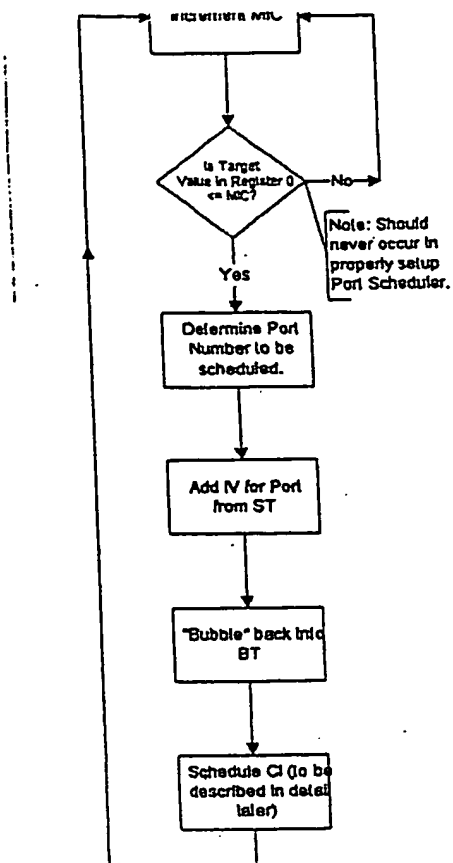 Increment MIC
Is Target
Value in Register 0
<= MIC?
No
Note: Should
never occur in
properly setup
Port Scheduler.
Yes
Determine Port
Number to be
scheduled.
Add IV for Port
from ST
"Bubble" back into
BT
Schedule CI (to be
described in detail
later)